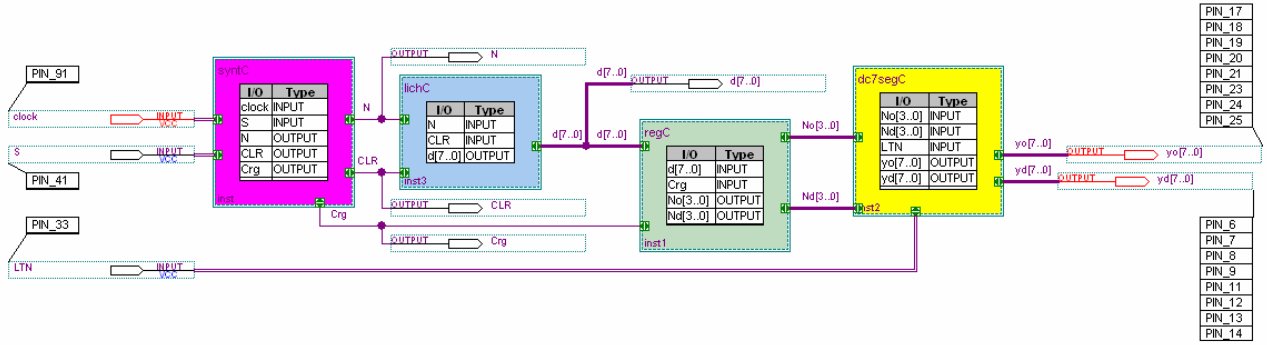 PIN_91
clock
INPUT
VCC
S
INPUT
VCC
PIN_41
PIN_33
LTN
INPUT
VCC
syntC
I/O Type
clock INPUT
S INPUT
N OUTPUT
CLR OUTPUT
Crg OUTPUT
inst
N
CLR
Crg
OUTPUT N
lichC
I/O Type
N INPUT
CLR INPUT
d[7..0] OUTPUT
inst3
OUTPUT CLR
OUTPUT Crg
d[7..0]
d[7..0]
OUTPUT d[7..0]
d[7..0]
regC
I/O Type
d[7..0] INPUT
Crg INPUT
No[3..0] OUTPUT
Nd[3..0] OUTPUT
inst1
No[3..0]
Nd[3..0]
dc7segC
I/O Type
No[3..0] INPUT
Nd[3..0] INPUT
LTN INPUT
yo[7..0] OUTPUT
yd[7..0] OUTPUT
inst2
yo[7..0]
OUTPUT yo[7..0]
yd[7..0]
OUTPUT yd[7..0]
PIN_17
PIN_18
PIN_19
PIN_20
PIN_21
PIN_23
PIN_24
PIN_25
PIN_6
PIN_7
PIN_8
PIN_9
PIN_11
PIN_12
PIN_13
PIN_14